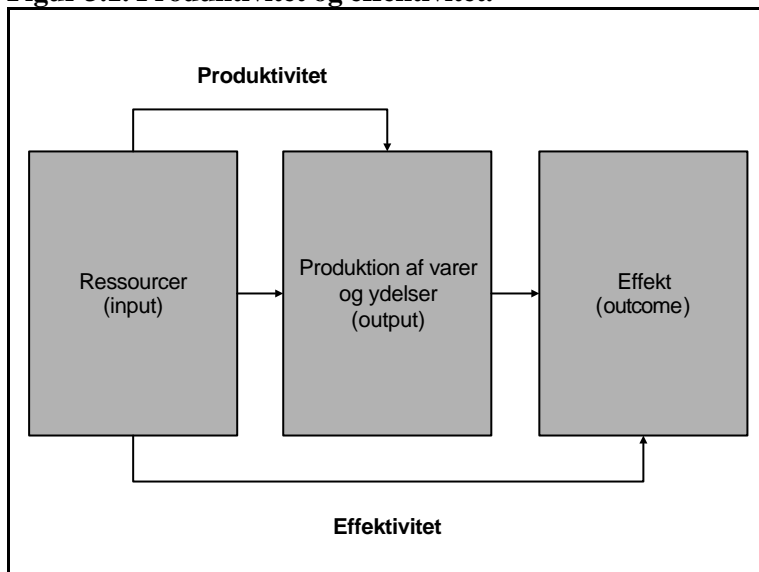 Produktivitet
Ressourcer
(input)
Produktion af varer
og ydelser
(output)
Effekt
(outcome)
Effektivitet